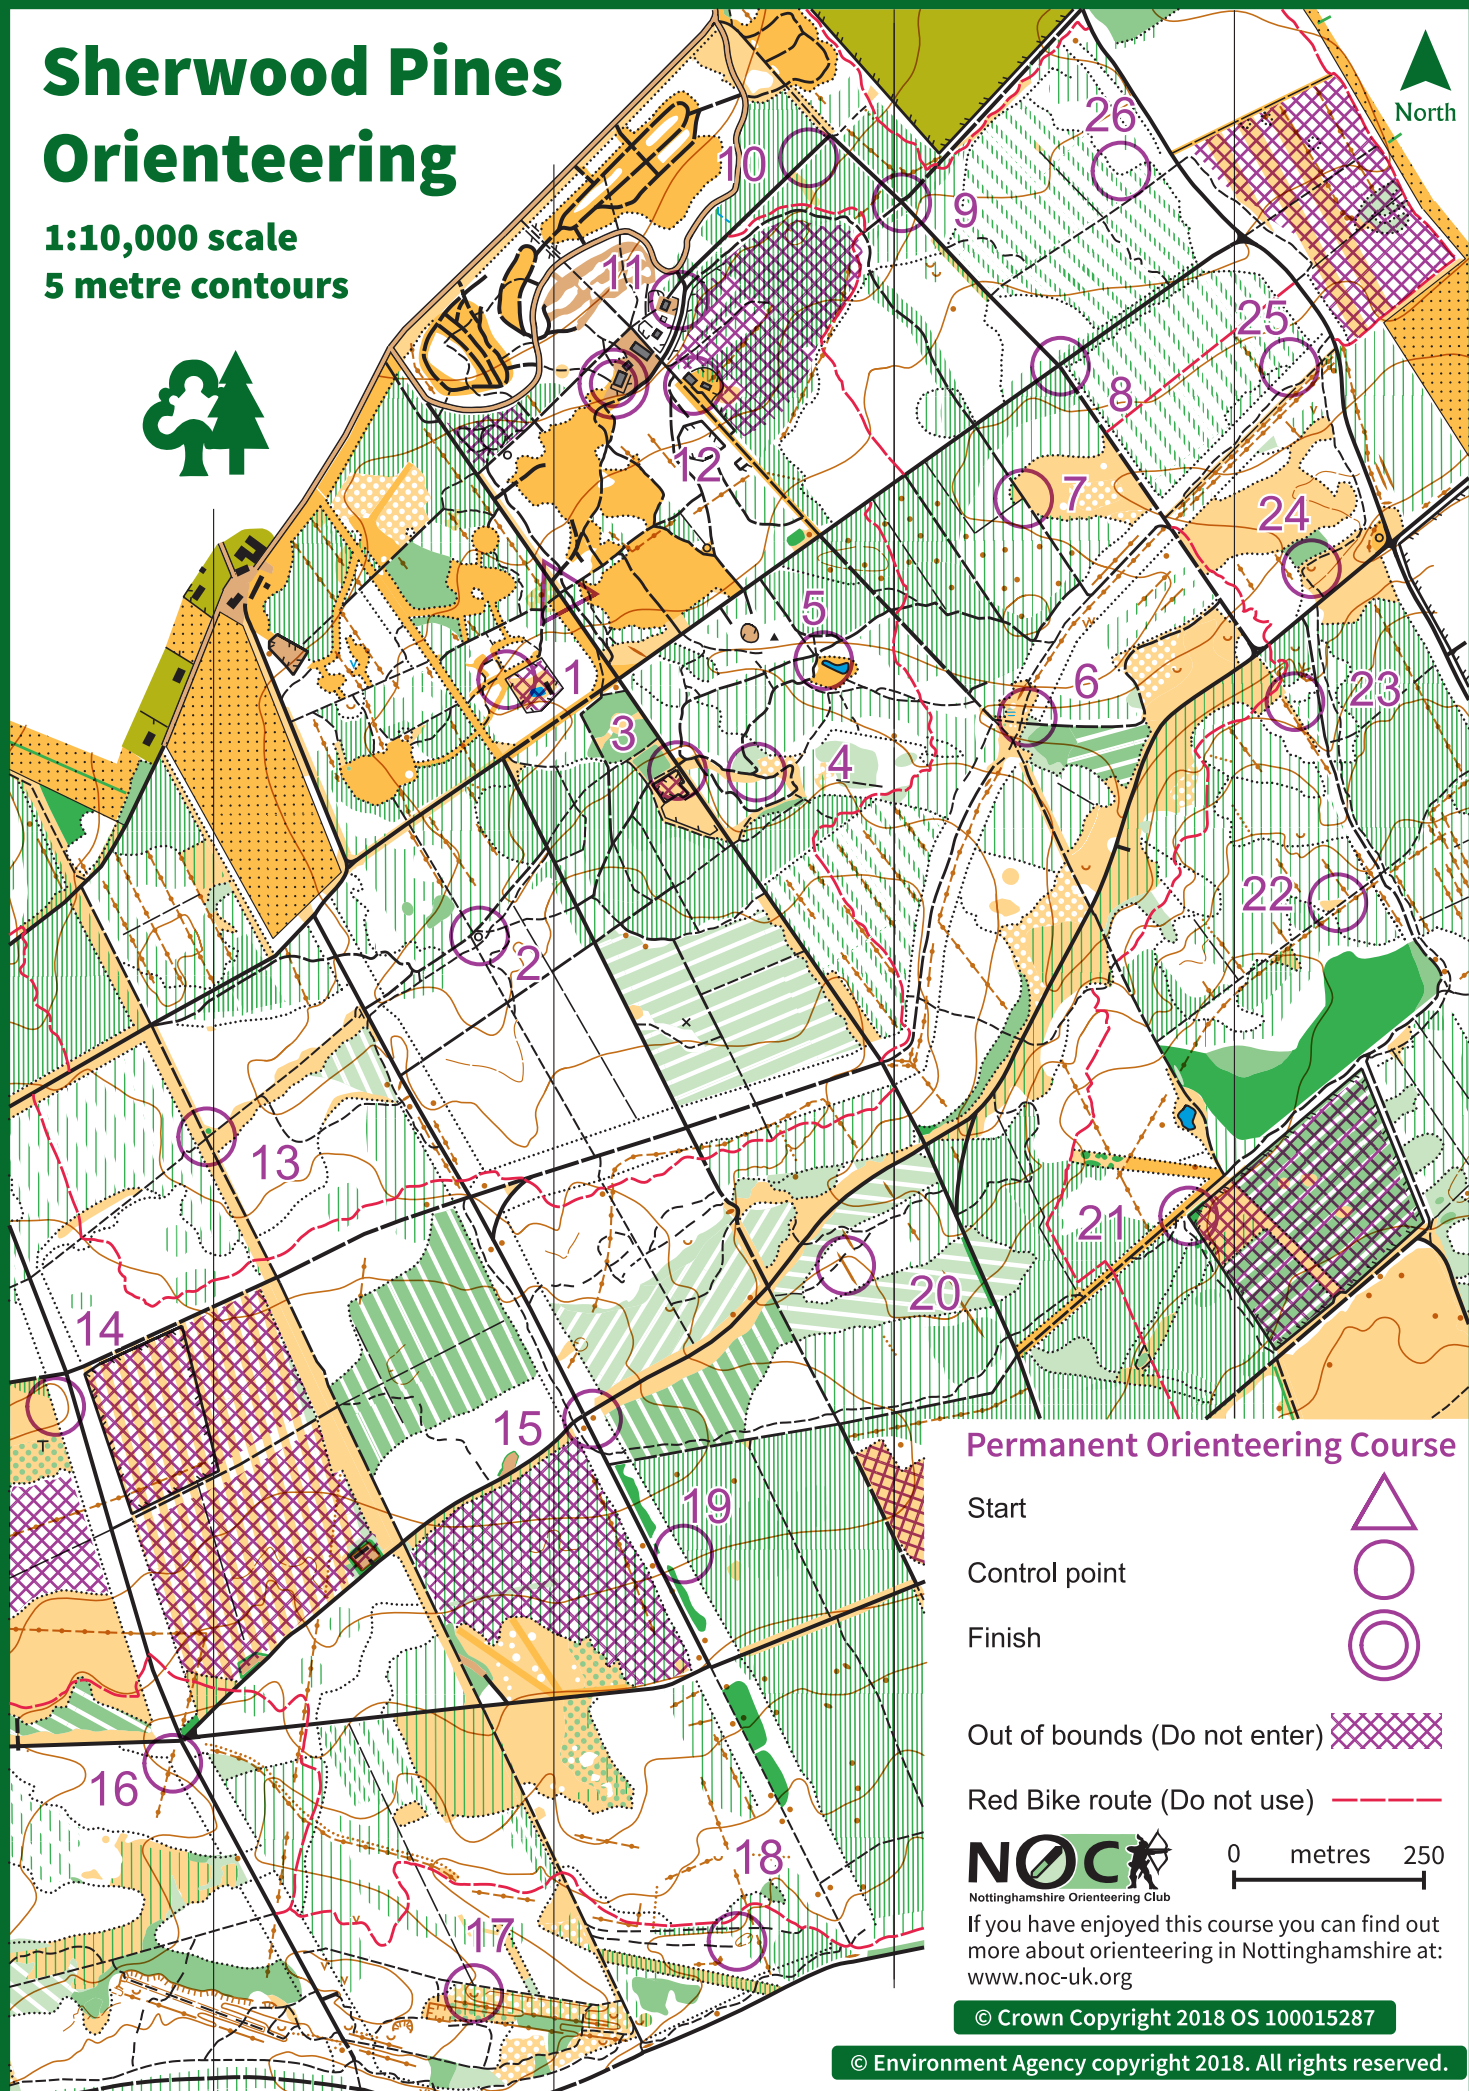 Sherwood Pines
Orienteering
1:10,000 scale
5 metre contours
North
26
10
9
11
25
8
12
7
24
5
1
6
23
3
4
22
2
13
21
20
14
15
19
16
18
17
Permanent Orienteering Course
Start
Control point
Finish
Out of bounds (Do not enter)
Red Bike route (Do not use)
NOC
Nottinghamshire Orienteering Club
0 metres 250
If you have enjoyed this course you can find out
more about orienteering in Nottinghamshire at:
www.noc-uk.org
© Crown Copyright 2018 OS 100015287
© Environment Agency copyright 2018. All rights reserved.